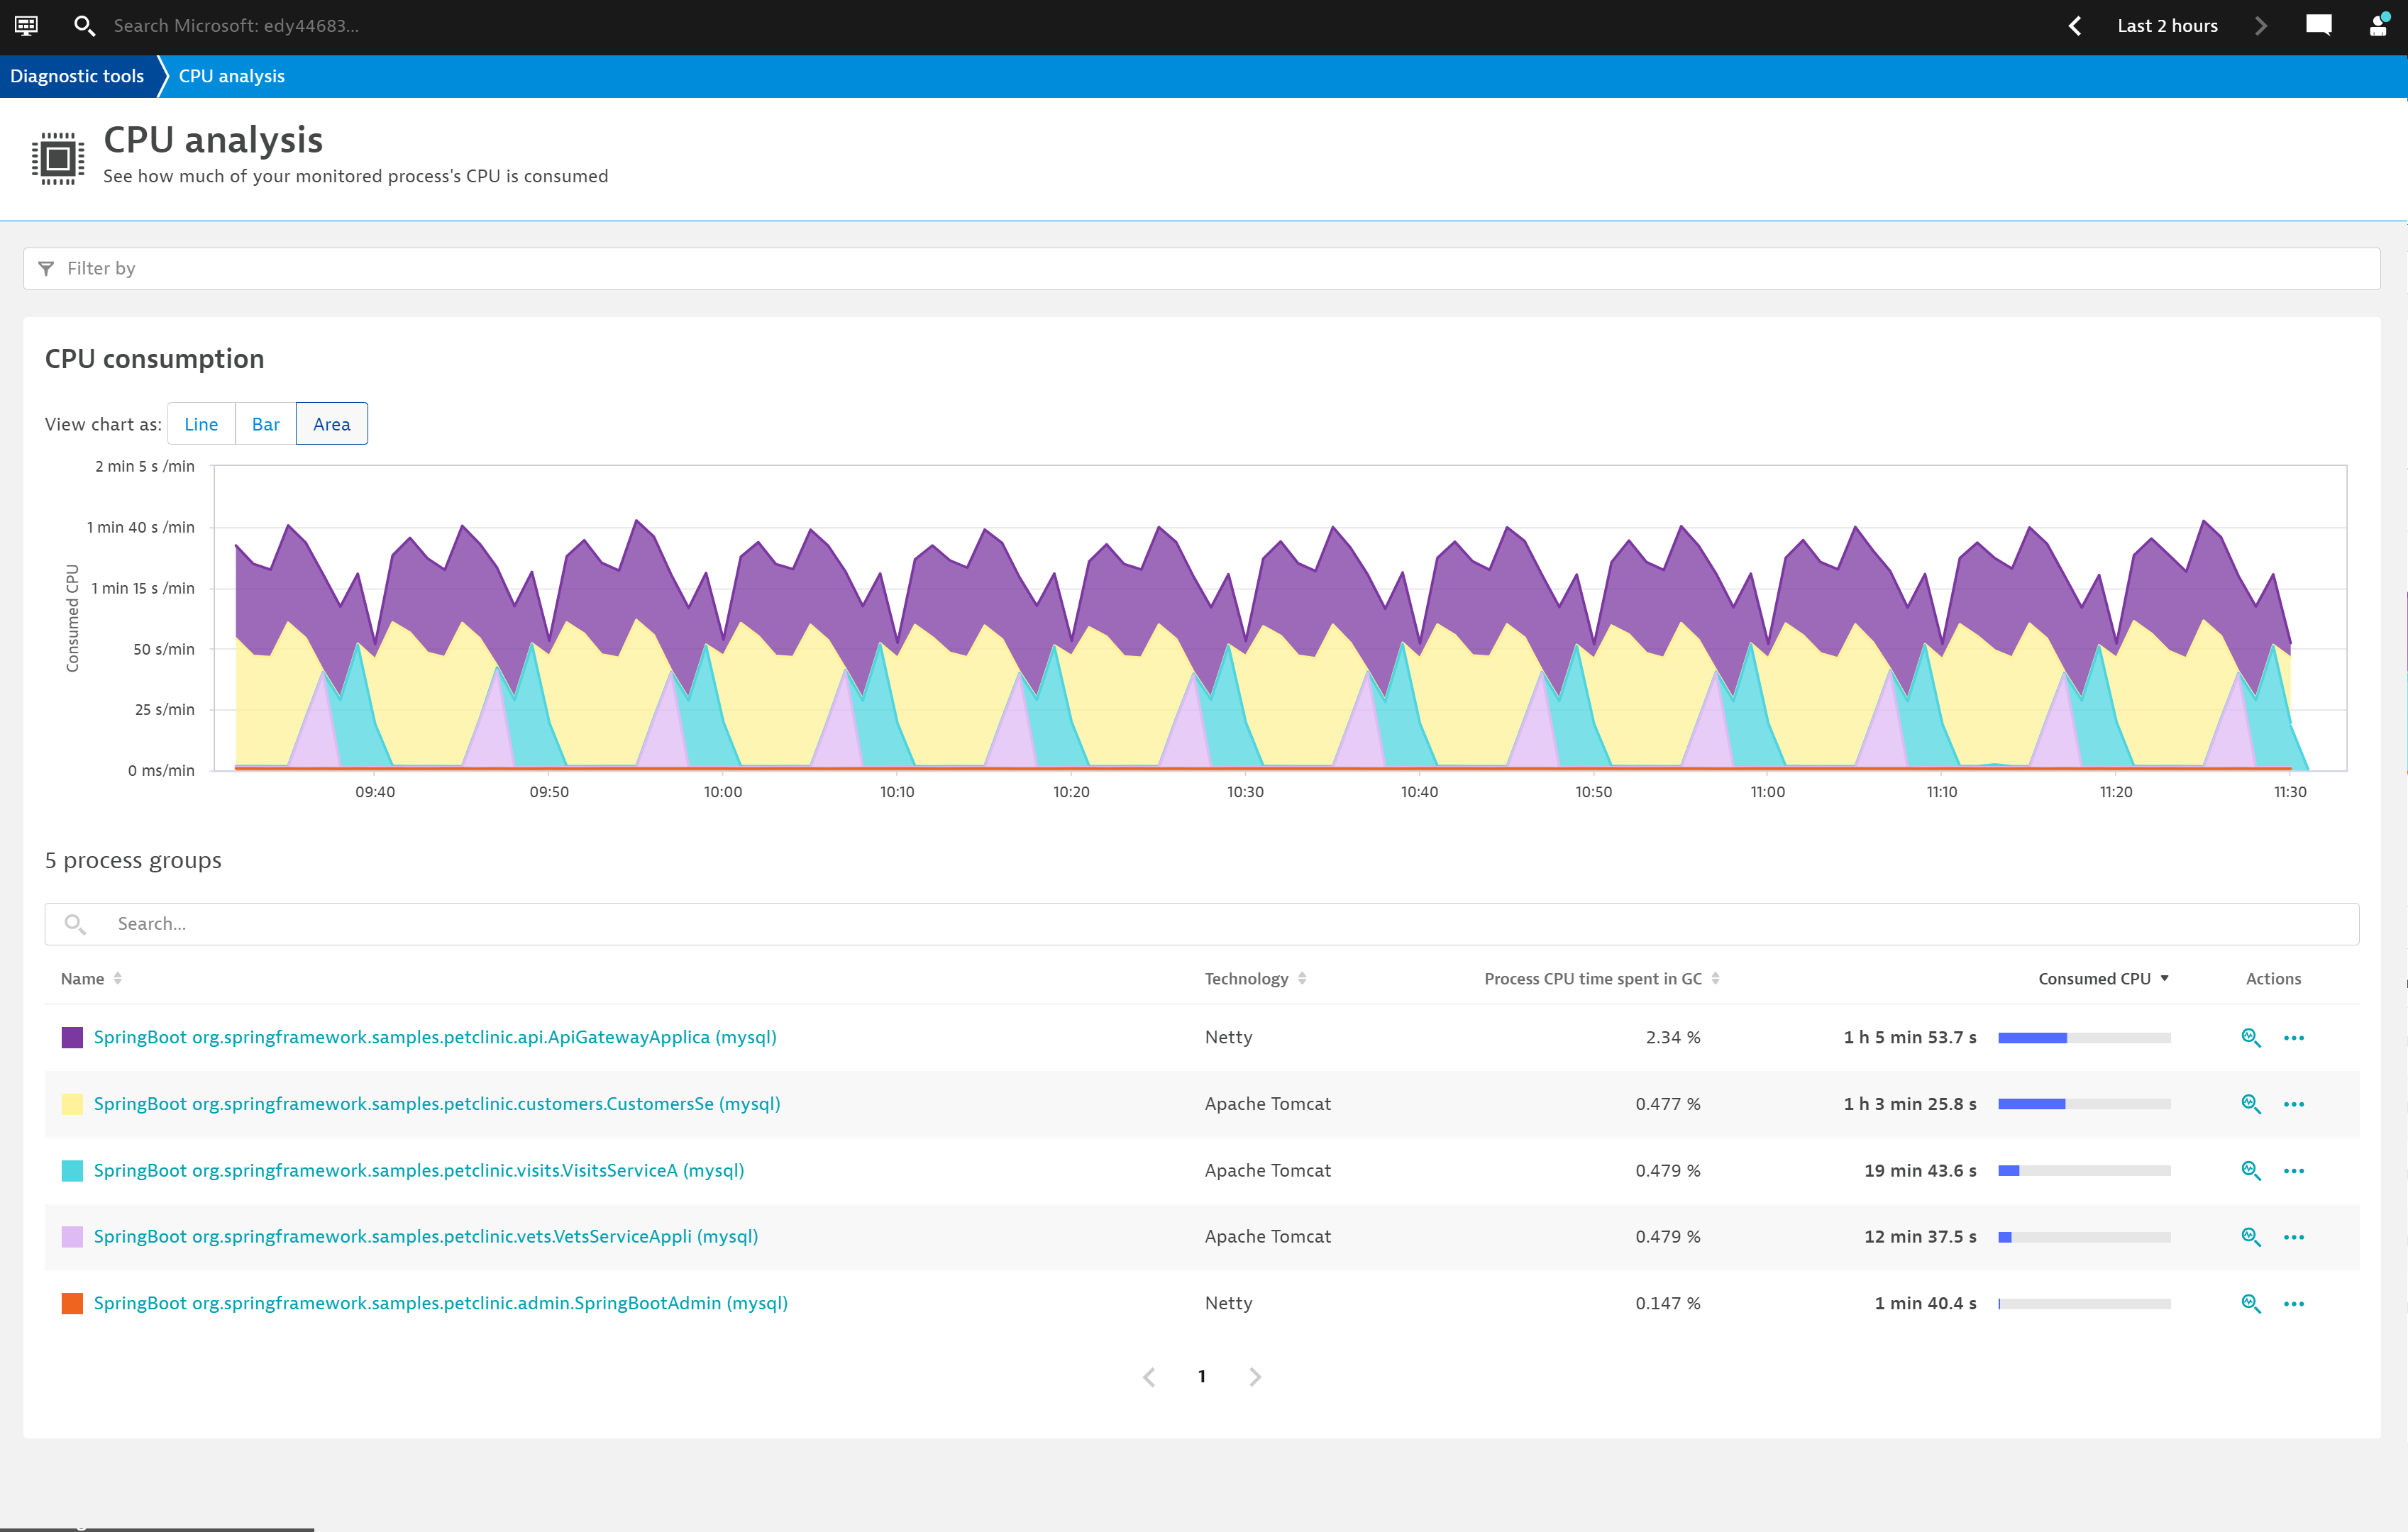 Search Microsoft: edy44683...
Last 2 hours
Diagnostic tools
CPU analysis
CPU analysis
See how much of your monitored process's CPU is consumed
Filter by
CPU consumption
View chart as: Line Bar Area
Consumed CPU
2 min 5 s /min
1 min 40 s /min
1 min 15 s /min
50 s/min
25 s/min
0 ms/min
09:40 09:50 10:00 10:10 10:20 10:30 10:40 10:50 11:00 11:10 11:20 11:30
5 process groups
Search...
Name Technology Process CPU time spent in GC Consumed CPU Actions
SpringBoot org.springframework.samples.petclinic.api.ApiGatewayApplica (mysql) Netty 2.34 % 1 h 5 min 53.7 s
SpringBoot org.springframework.samples.petclinic.customers.CustomersSe (mysql) Apache Tomcat 0.477 % 1 h 3 min 25.8 s
SpringBoot org.springframework.samples.petclinic.visits.VisitsServiceA (mysql) Apache Tomcat 0.479 % 19 min 43.6 s
SpringBoot org.springframework.samples.petclinic.vets.VetsServiceAppli (mysql) Apache Tomcat 0.479 % 12 min 37.5 s
SpringBoot org.springframework.samples.petclinic.admin.SpringBootAdmin (mysql) Netty 0.147 % 1 min 40.4 s
1